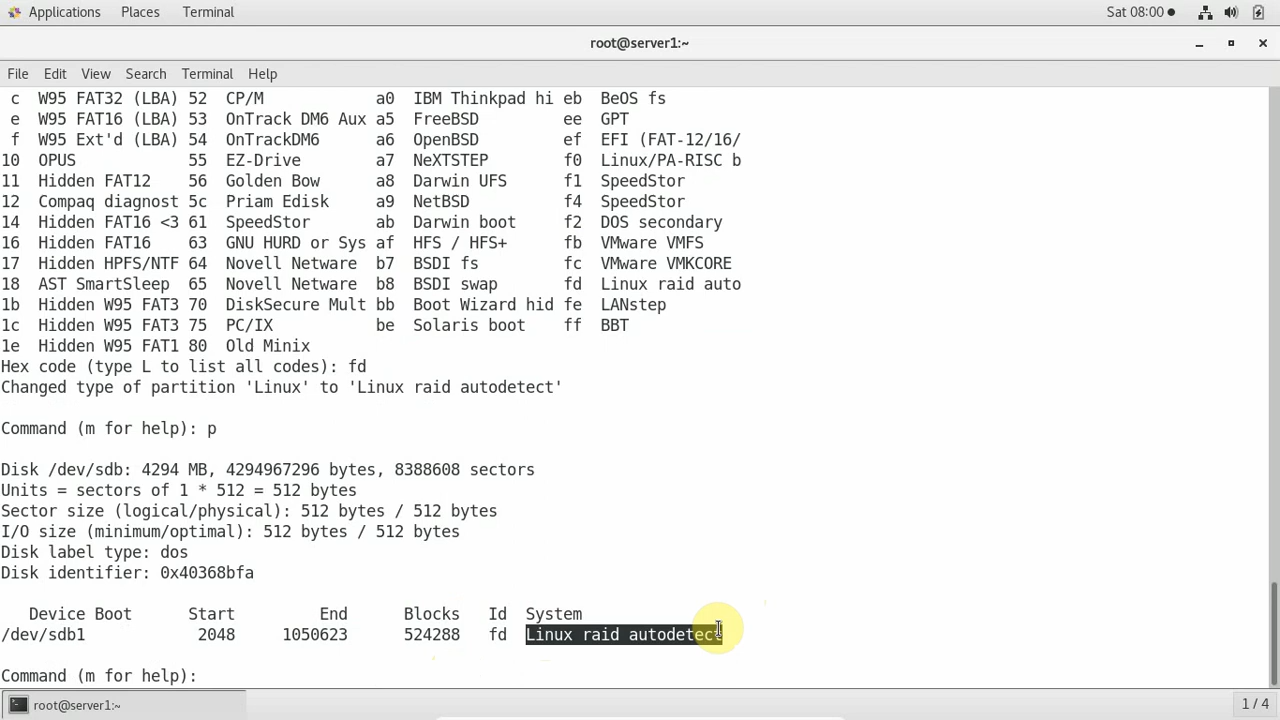 Applications Places Terminal Sat 08:00
root@server1:~
File Edit View Search Terminal Help
c W95 FAT32 (LBA) 52 CP/M a0 IBM Thinkpad hi eb BeOS fs
e W95 FAT16 (LBA) 53 OnTrack DM6 Aux a5 FreeBSD ee GPT
f W95 Ext'd (LBA) 54 OnTrackDM6 a6 OpenBSD ef EFI (FAT-12/16/
10 OPUS 55 EZ-Drive a7 NeXTSTEP f0 Linux/PA-RISC b
11 Hidden FAT12 56 Golden Bow a8 Darwin UFS f1 SpeedStor
12 Compaq diagnost 5c Priam Edisk a9 NetBSD f4 SpeedStor
14 Hidden FAT16 <3 61 SpeedStor ab Darwin boot f2 DOS secondary
16 Hidden FAT16 63 GNU HURD or Sys af HFS / HFS+ fb VMware VMFS
17 Hidden HPFS/NTF 64 Novell Netware b7 BSDI fs fc VMware VMKCORE
18 AST SmartSleep 65 Novell Netware b8 BSDI swap fd Linux raid auto
1b Hidden W95 FAT3 70 DiskSecure Mult bb Boot Wizard hid fe LANstep
1c Hidden W95 FAT3 75 PC/IX be Solaris boot ff BBT
1e Hidden W95 FAT1 80 Old Minix
Hex code (type L to list all codes): fd
Changed type of partition 'Linux' to 'Linux raid autodetect'
Command (m for help): p
Disk /dev/sdb: 4294 MB, 4294967296 bytes, 8388608 sectors
Units = sectors of 1 * 512 = 512 bytes
Sector size (logical/physical): 512 bytes / 512 bytes
I/O size (minimum/optimal): 512 bytes / 512 bytes
Disk label type: dos
Disk identifier: 0x40368bfa
Device Boot Start End Blocks Id System
/dev/sdb1 2048 1050623 524288 fd Linux raid autodetect
Command (m for help):
root@server1:~ 1 / 4